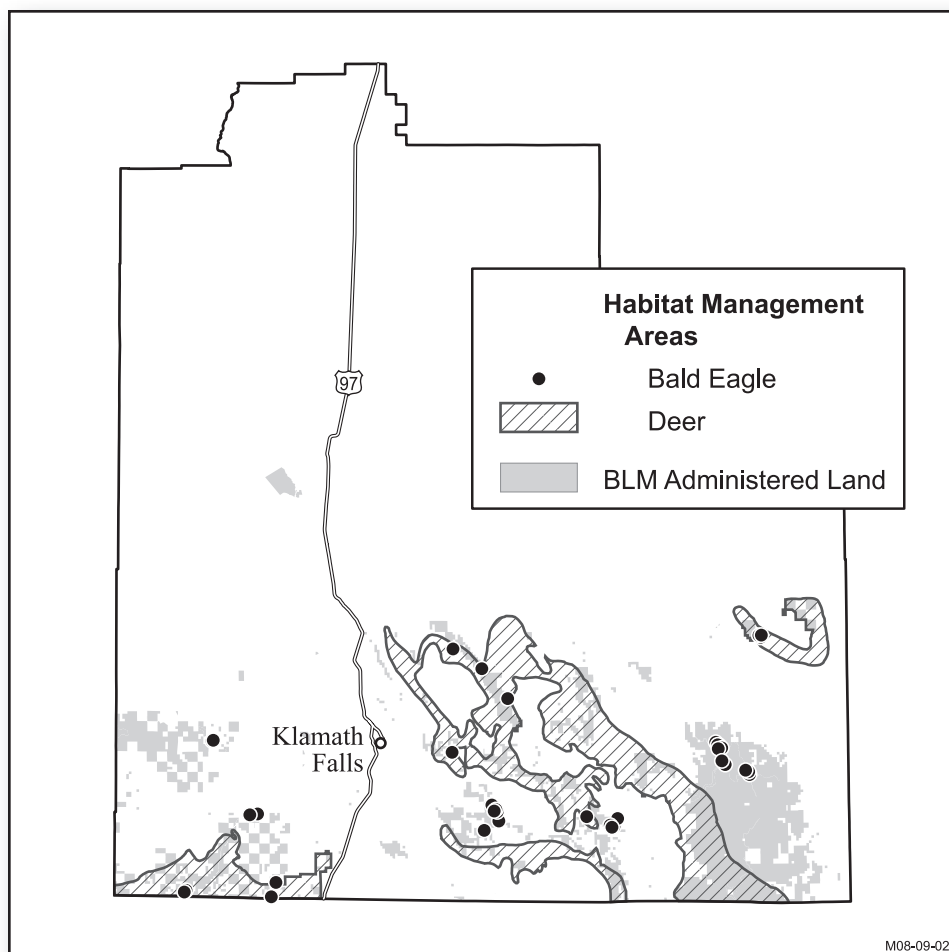 Habitat Management
Areas
Bald Eagle
Deer
BLM Administered Land
97
Klamath
Falls
M08-09-02